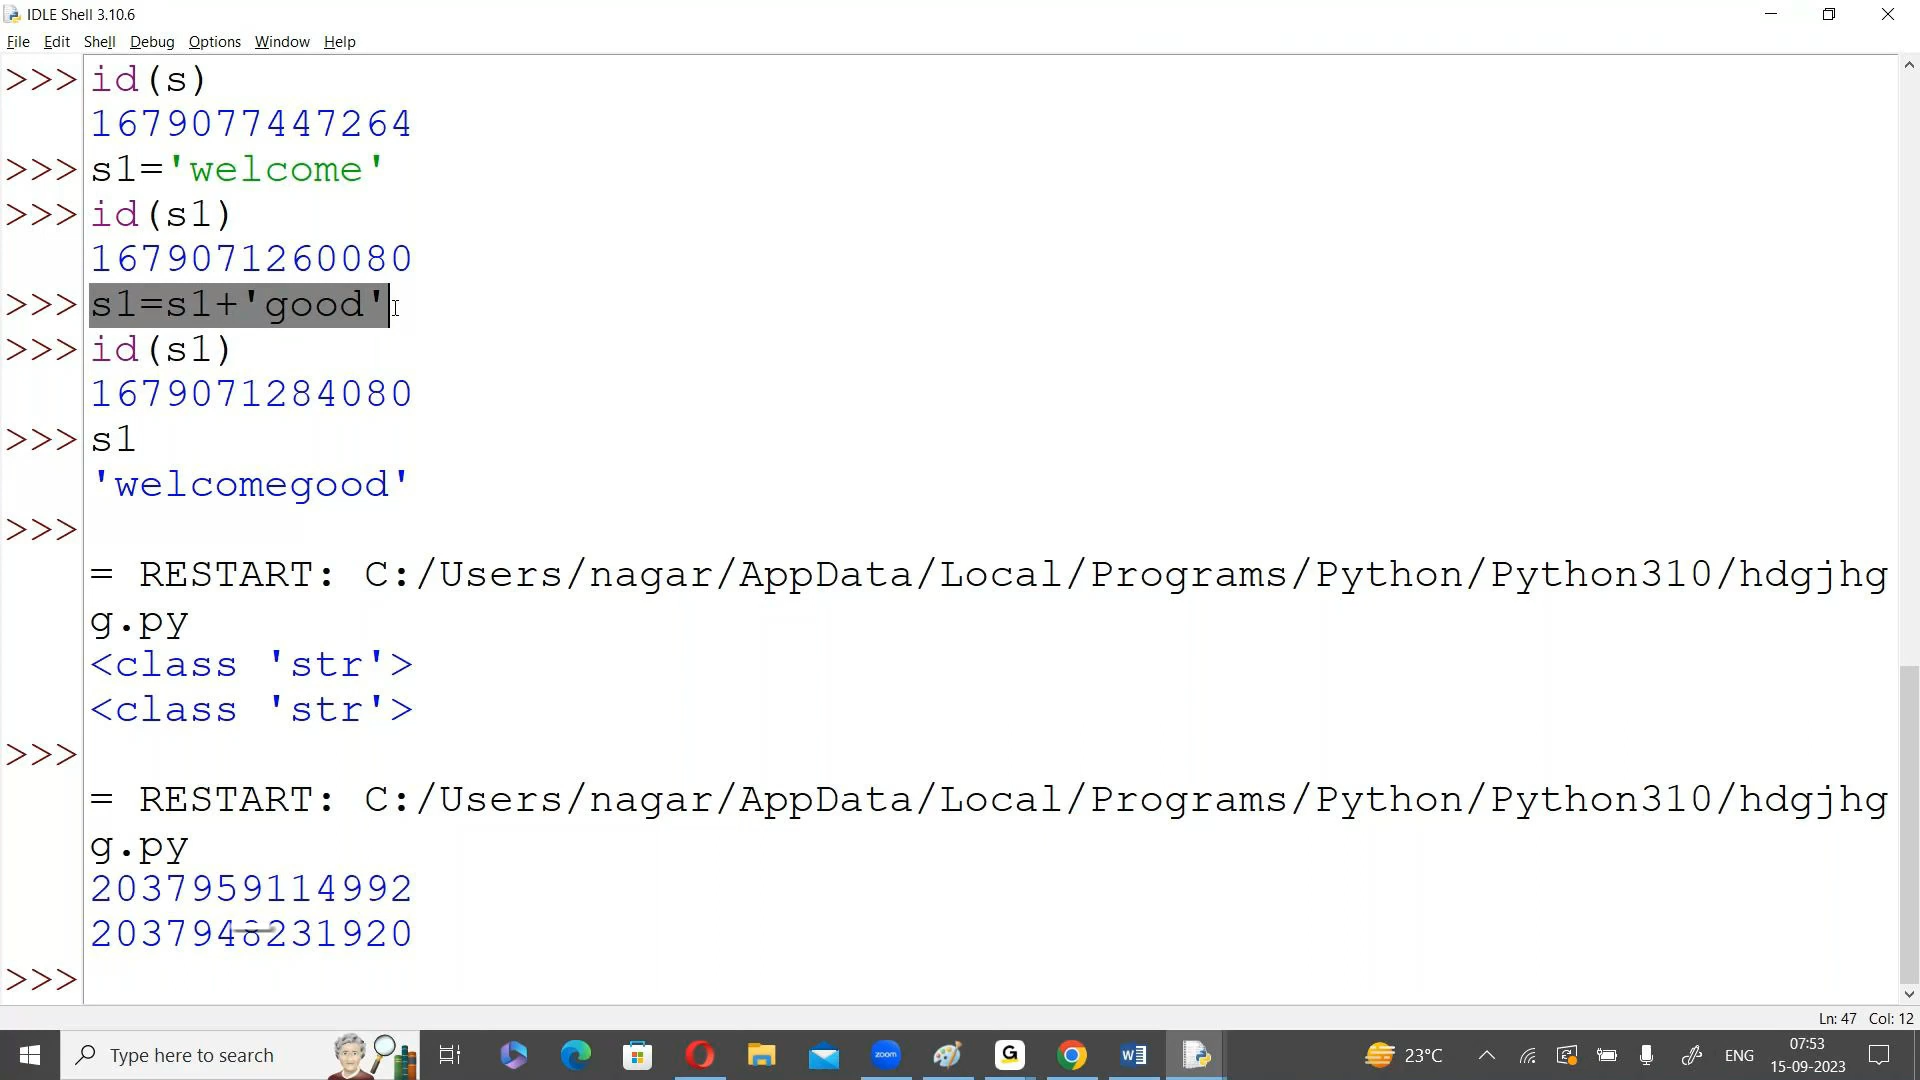 IDLE Shell 3.10.6
File Edit Shell Debug Options Window Help
>>> id(s)
1679077447264
>>> s1='welcome'
>>> id(s1)
1679071260080
>>> s1=s1+'good'
>>> id(s1)
1679071284080
>>> s1
'welcomegood'
>>>
= RESTART: C:/Users/nagar/AppData/Local/Programs/Python/Python310/hdgjhg
g.py
<class 'str'>
<class 'str'>
>>>
= RESTART: C:/Users/nagar/AppData/Local/Programs/Python/Python310/hdgjhg
g.py
2037959114992
2037948231920
>>>
Ln: 47 Col: 12
Type here to search
zoom
G
W
23°C
ENG
07:53
15-09-2023